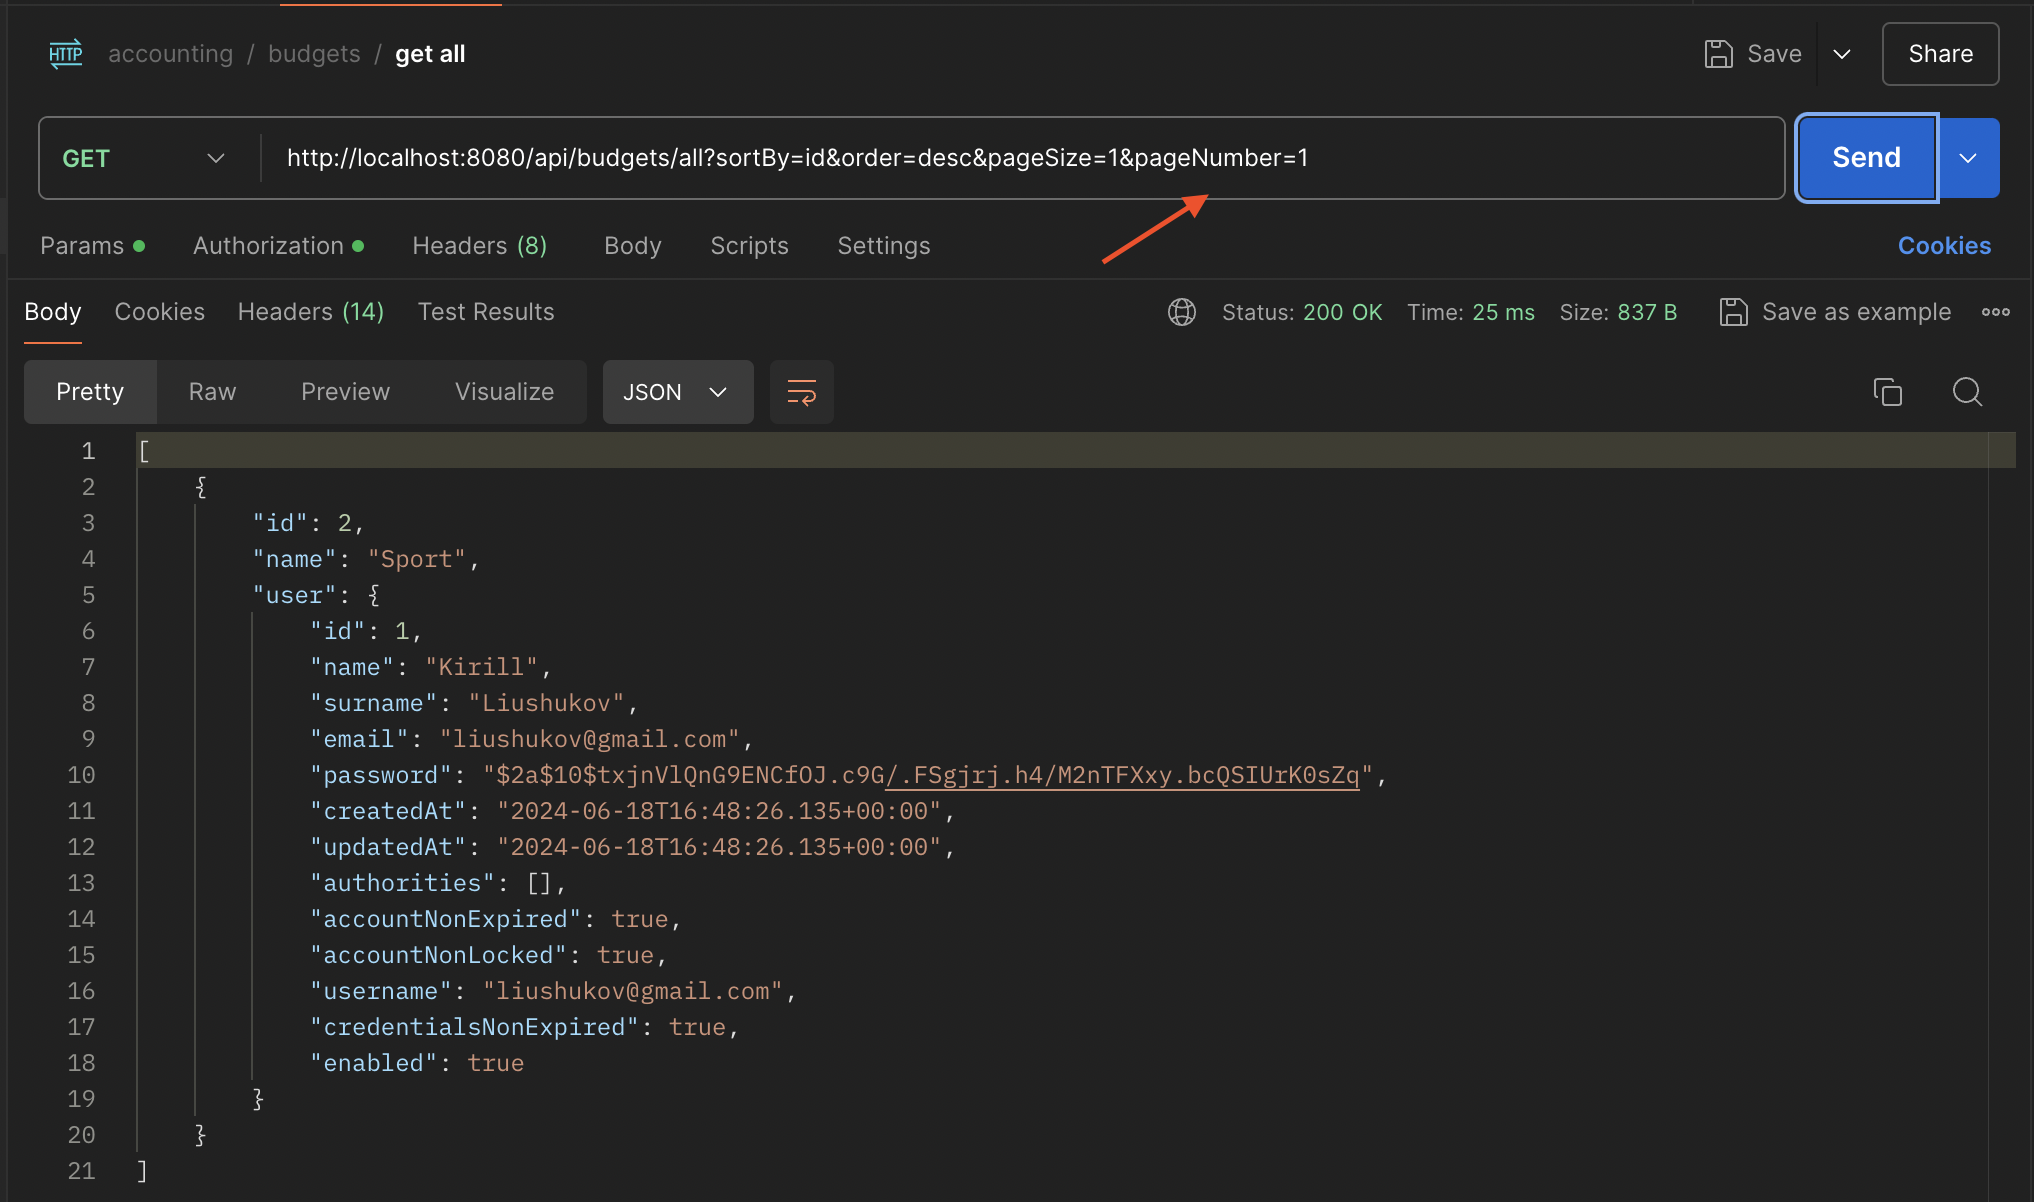 HTTP accounting / budgets / get all Save Share
GET http://localhost:8080/api/budgets/all?sortBy=id&order=desc&pageSize=1&pageNumber=1 Send
Params Authorization Headers (8) Body Scripts Settings Cookies
Body Cookies Headers (14) Test Results Status: 200 OK Time: 25 ms Size: 837 B Save as example
Pretty Raw Preview Visualize JSON
1 [
2 {
3 "id": 2,
4 "name": "Sport",
5 "user": {
6 "id": 1,
7 "name": "Kirill",
8 "surname": "Liushukov",
9 "email": "liushukov@gmail.com",
10 "password": "$2a$10$txjnVlQnG9ENCfOJ.c9G/.FSgjrj.h4/M2nTFXxy.bcQSIUrK0sZq",
11 "createdAt": "2024-06-18T16:48:26.135+00:00",
12 "updatedAt": "2024-06-18T16:48:26.135+00:00",
13 "authorities": [],
14 "accountNonExpired": true,
15 "accountNonLocked": true,
16 "username": "liushukov@gmail.com",
17 "credentialsNonExpired": true,
18 "enabled": true
19 }
20 }
21 ]